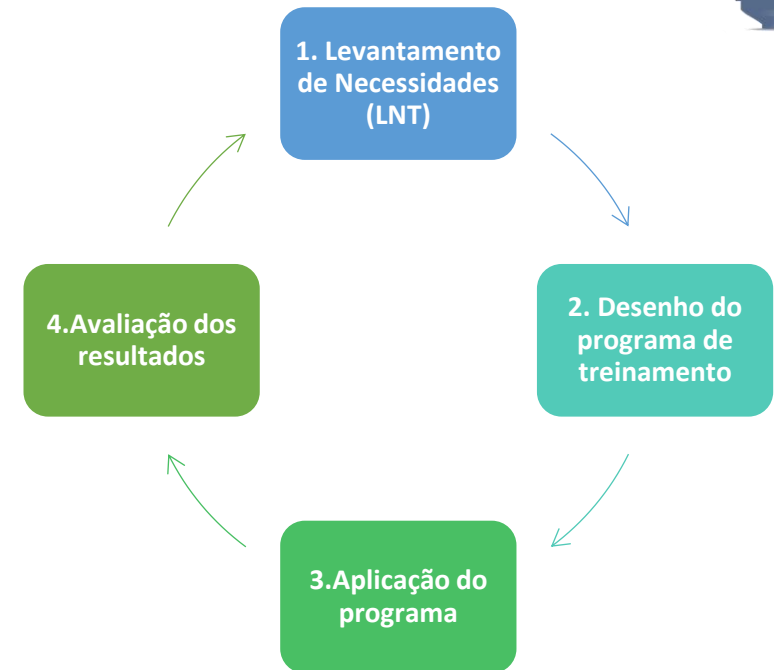 1. Levantamento
de Necessidades
(LNT)
2. Desenho do
programa de
treinamento
3.Aplicação do
programa
4.Avaliação dos
resultados